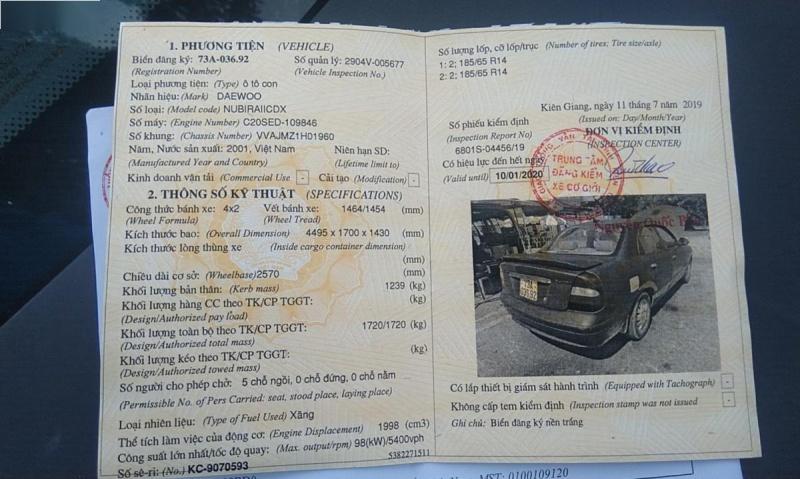 1. PHƯƠNG TIỆN (VEHICLE)
Biển đăng ký: 73A-036.92 Số quản lý: 2904V-005677
(Registration Number) (Vehicle Inspection No.)
Loại phương tiện: (Type) ô tô con
Nhãn hiệu: (Mark) DAEWOO
Số loại: (Model code) NUBIRAIICDX
Số máy: (Engine Number) C20SED-109846
Số khung: (Chassis Number) VVAJMZ1H01960
Năm, Nước sản xuất: 2001, Việt Nam Niên hạn SD:
(Manufactured Year and Country) (Lifetime limit to)
Kinh doanh vận tải (Commercial Use) - Cải tạo (Modification) -
2. THÔNG SỐ KỸ THUẬT (SPECIFICATIONS)
Công thức bánh xe: 4x2 Vết bánh xe: 1464/1454 (mm)
(Wheel Formula) (Wheel Tread)
Kích thước bao: (Overall Dimension) 4495 x 1700 x 1430 (mm)
Kích thước lòng thùng xe (Inside cargo container dimension)
(mm)
Chiều dài cơ sở: (Wheelbase) 2570 (mm)
Khối lượng bản thân: (Kerb mass) 1239 (kg)
Khối lượng hàng CC theo TK/CP TGGT: (kg)
(Design/Authorized pay load)
Khối lượng toàn bộ theo TK/CP TGGT: 1720/1720 (kg)
(Design/Authorized total mass)
Khối lượng kéo theo TK/CP TGGT: (kg)
(Design/Authorized towed mass)
Số người cho phép chở: 5 chỗ ngồi, 0 chỗ đứng, 0 chỗ nằm
(Permissible No. of Pers Carried: seat, stood place, laying place)
Loại nhiên liệu: (Type of Fuel Used) Xăng
Thể tích làm việc của động cơ: (Engine Displacement) 1998 (cm3)
Công suất lớn nhất/tốc độ quay: (Max. output/rpm) 98(kW)/5400vph
5382271511
Số sê-ri: (No.) KC-9070593
Số lượng lốp, cỡ lốp/trục (Number of tires; Tire size/axle)
1: 2; 185/65 R14
2: 2; 185/65 R14
Kiên Giang, ngày 11 tháng 7 năm 2019
(Issued on: Day/Month/Year)
Số phiếu kiểm định ĐƠN VỊ KIỂM ĐỊNH
(Inspection Report No) (INSPECTION CENTER)
6801S-04456/19
Có hiệu lực đến hết ngày
(Valid until) 10/01/2020
TRUNG TÂM
ĐĂNG KIỂM
XE CƠ GIỚI
Nguyễn Quốc
73A
036.92
Có lắp thiết bị giám sát hành trình (Equipped with Tachograph) -
Không cấp tem kiểm định (Inspection stamp was not issued) -
Ghi chú: Biển đăng ký nền trắng
MST: 0100109120